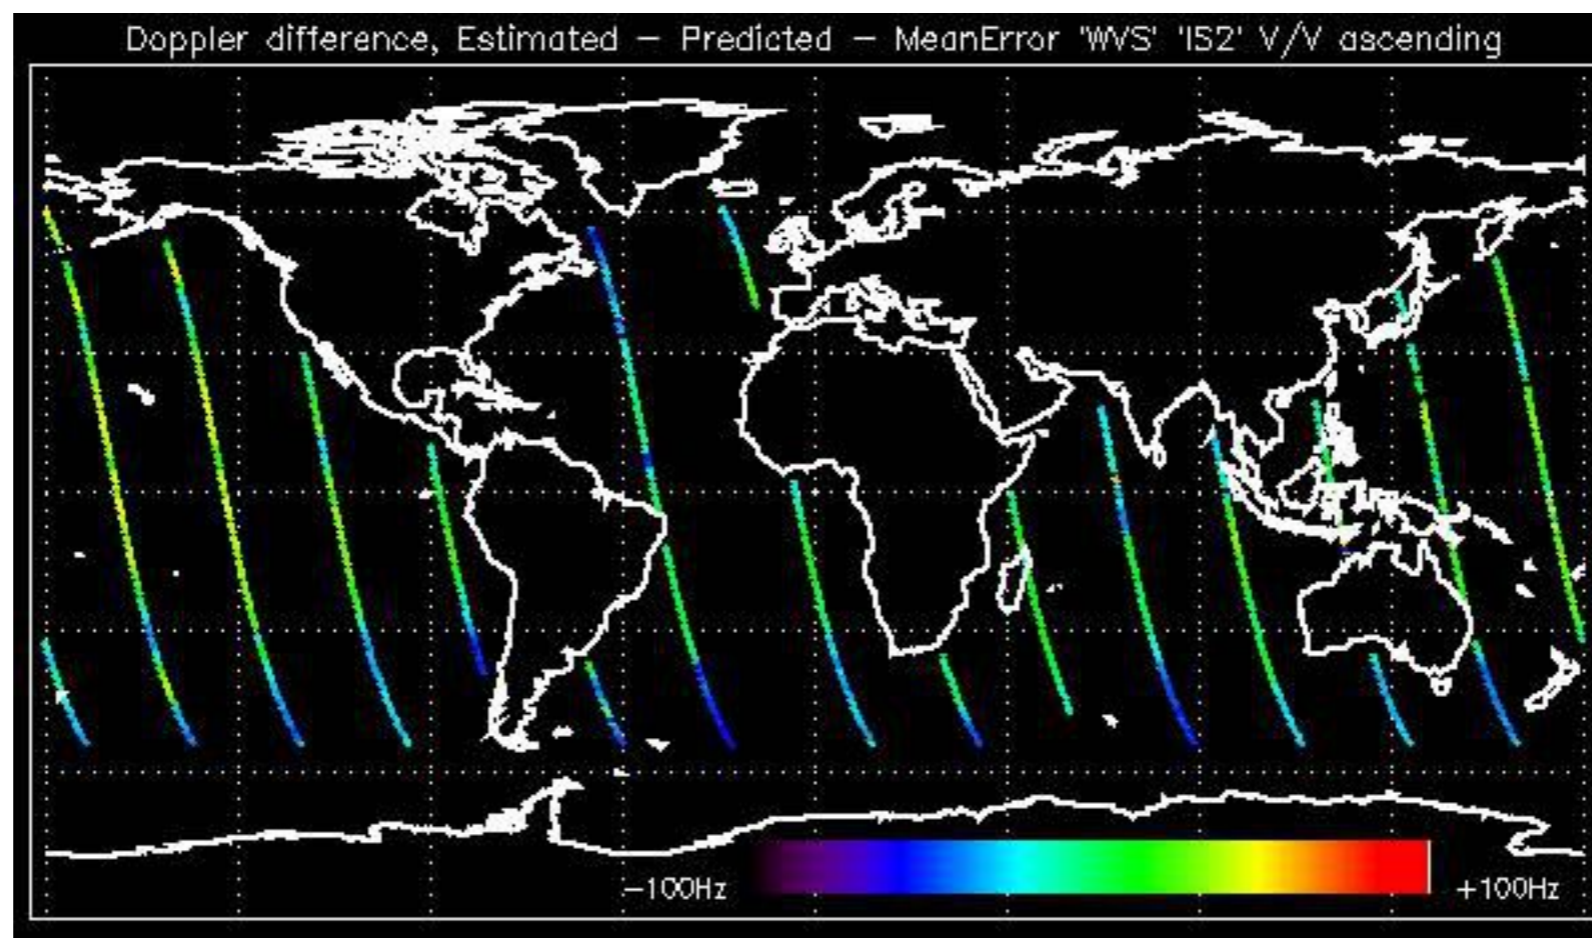 Doppler difference, Estimated — Predicted — MeanError 'WVS' 'IS2' V/V ascending
−100Hz
+100Hz